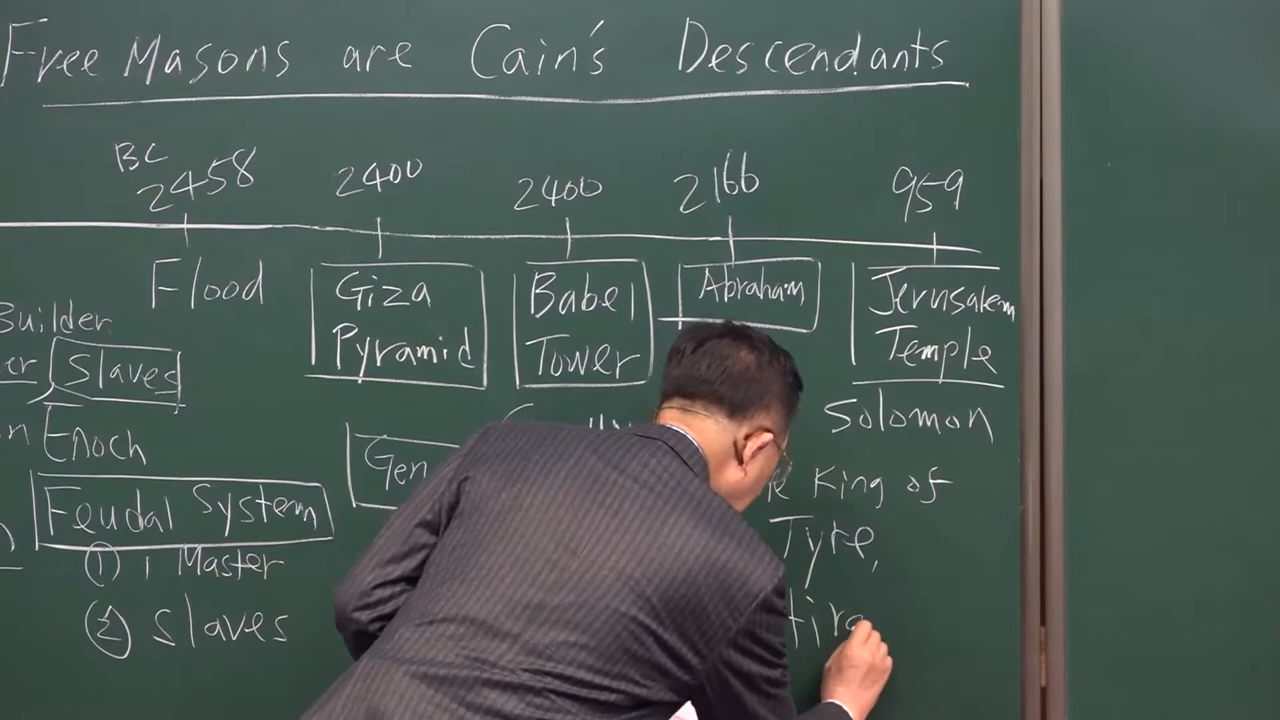 Free Masons are Cain's Descendants
BC
2458
2400
2400
2166
959
Flood
Giza
Pyramid
Babel
Tower
Abraham
Jerusalem
Temple
Builder
Slaves
Enoch
Feudal System
① 1 Master
② Slaves
Gen
Solomon
King of
Tyre,